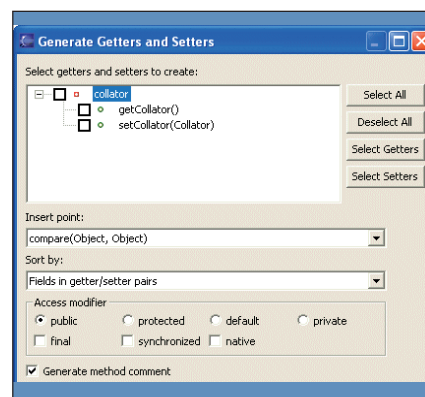 Generate Getters and Setters
Select getters and setters to create:
collator
getCollator()
setCollator(Collator)
Select All
Deselect All
Select Getters
Select Setters
Insert point:
compare(Object, Object)
Sort by:
Fields in getter/setter pairs
Access modifier
public protected default private
final synchronized native
Generate method comment